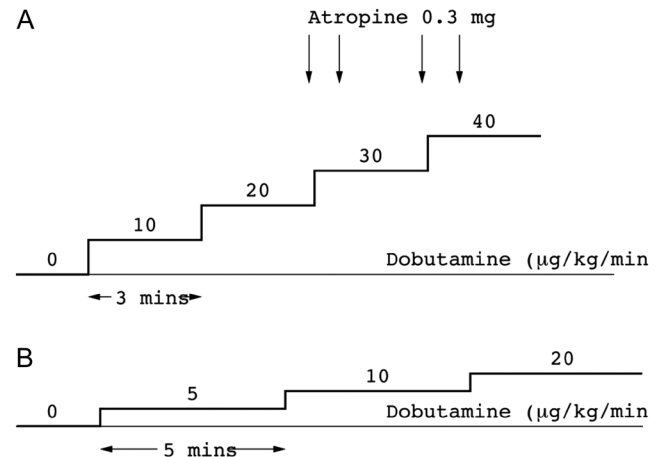 A
Atropine 0.3 mg
40
30
20
10
0
Dobutamine (μg/kg/min
3 mins
B
20
10
5
0
Dobutamine (μg/kg/min
5 mins